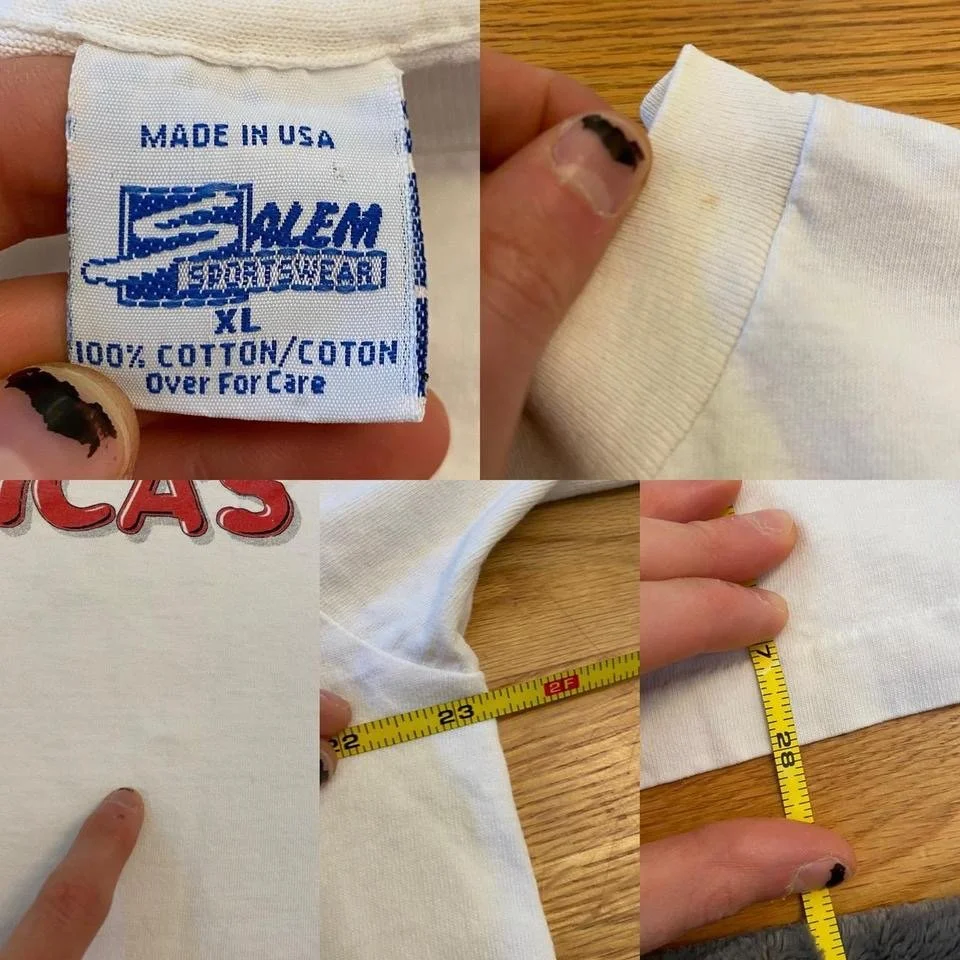 MADE IN USA
SALEM
SPORTSWEAR
XL
100% COTTON/COTON
Over For Care
ICAS
22
23
2F
7
28